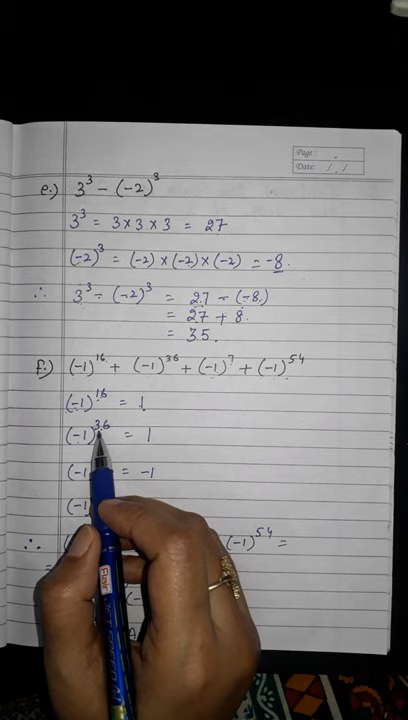 Page:
Date: / /
e.) 3³ - (-2)³
3³ = 3 × 3 × 3 = 27
(-2)³ = (-2) × (-2) × (-2) = -8.
∴ 3³ - (-2)³ = 27 - (-8)
= 27 + 8.
= 35.
f.) (-1)¹⁶ + (-1)³⁶ + (-1)⁷ + (-1)⁵⁴
(-1)¹⁶ = 1
(-1)³⁶ = 1
= -1
∴ (-1)⁵⁴ =
=
Flair